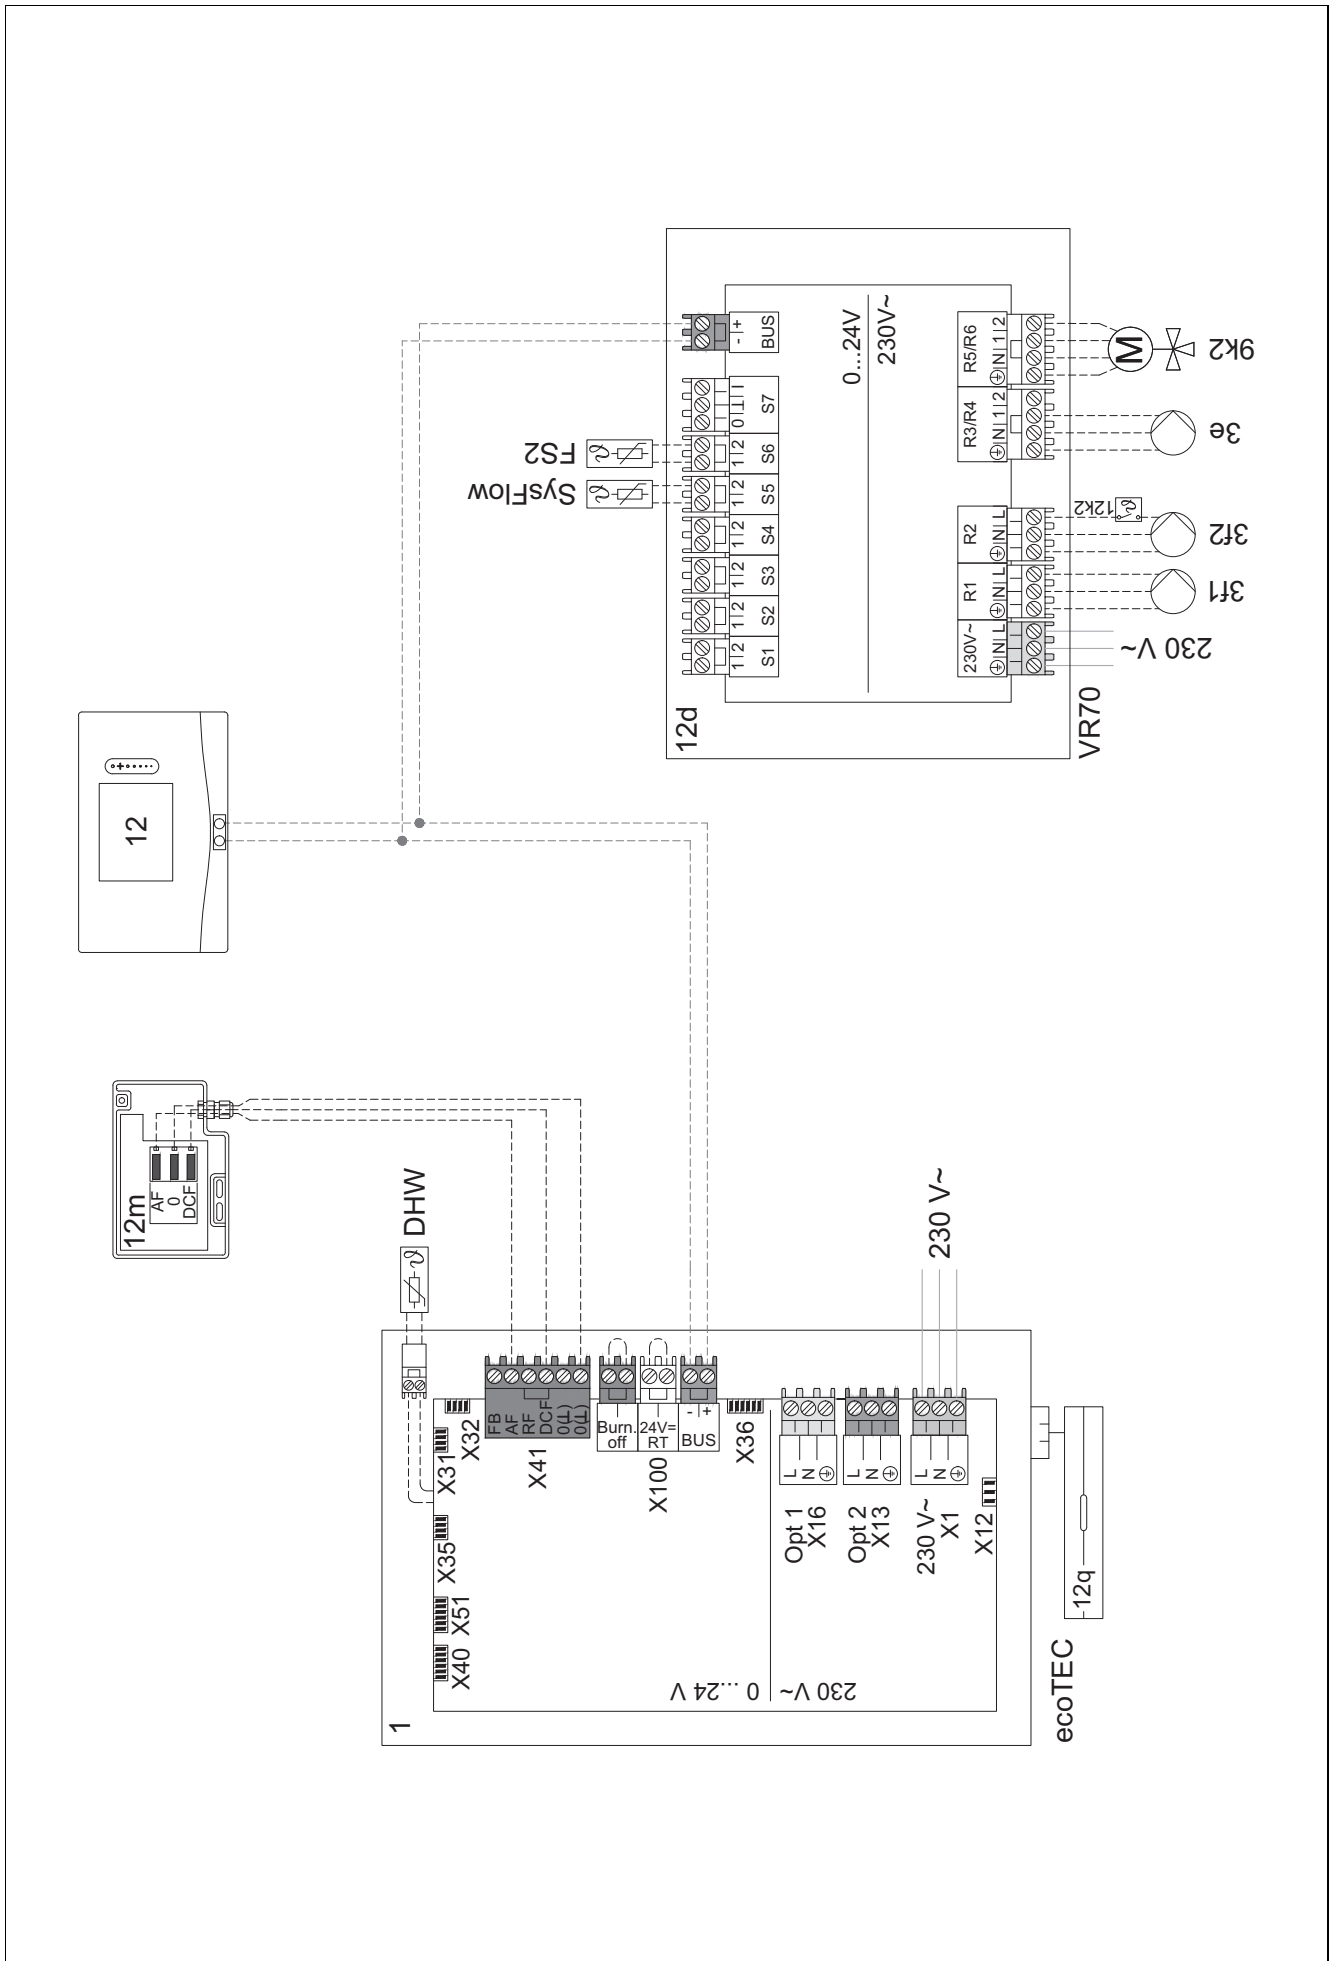 12
12m
AF
0
DCF
DHW
1
X40
X51
X35
X31
X32
X41
FB
AF
RF
DCF
0(⊥)
0(⊥)
Burn.
off
24V=
RT
X100
BUS
- +
X36
0 ...24 V
230 V~
L
N
Opt 1
X16
L
N
Opt 2
X13
L
N
230 V~
X1
X12
230 V~
ecoTEC
12q
12d
VR70
0...24V
230V~
1 2
S1
1 2
S2
1 2
S3
1 2
S4
1 2
S5
1 2
S6
0 ⊥ I
S7
- +
BUS
SysFlow
FS2
230V~
N L
R1
N L
R2
N L
R3/R4
N 1 2
R5/R6
N 1 2
230 V~
3f1
3f2
12k2
3e
M
9k2